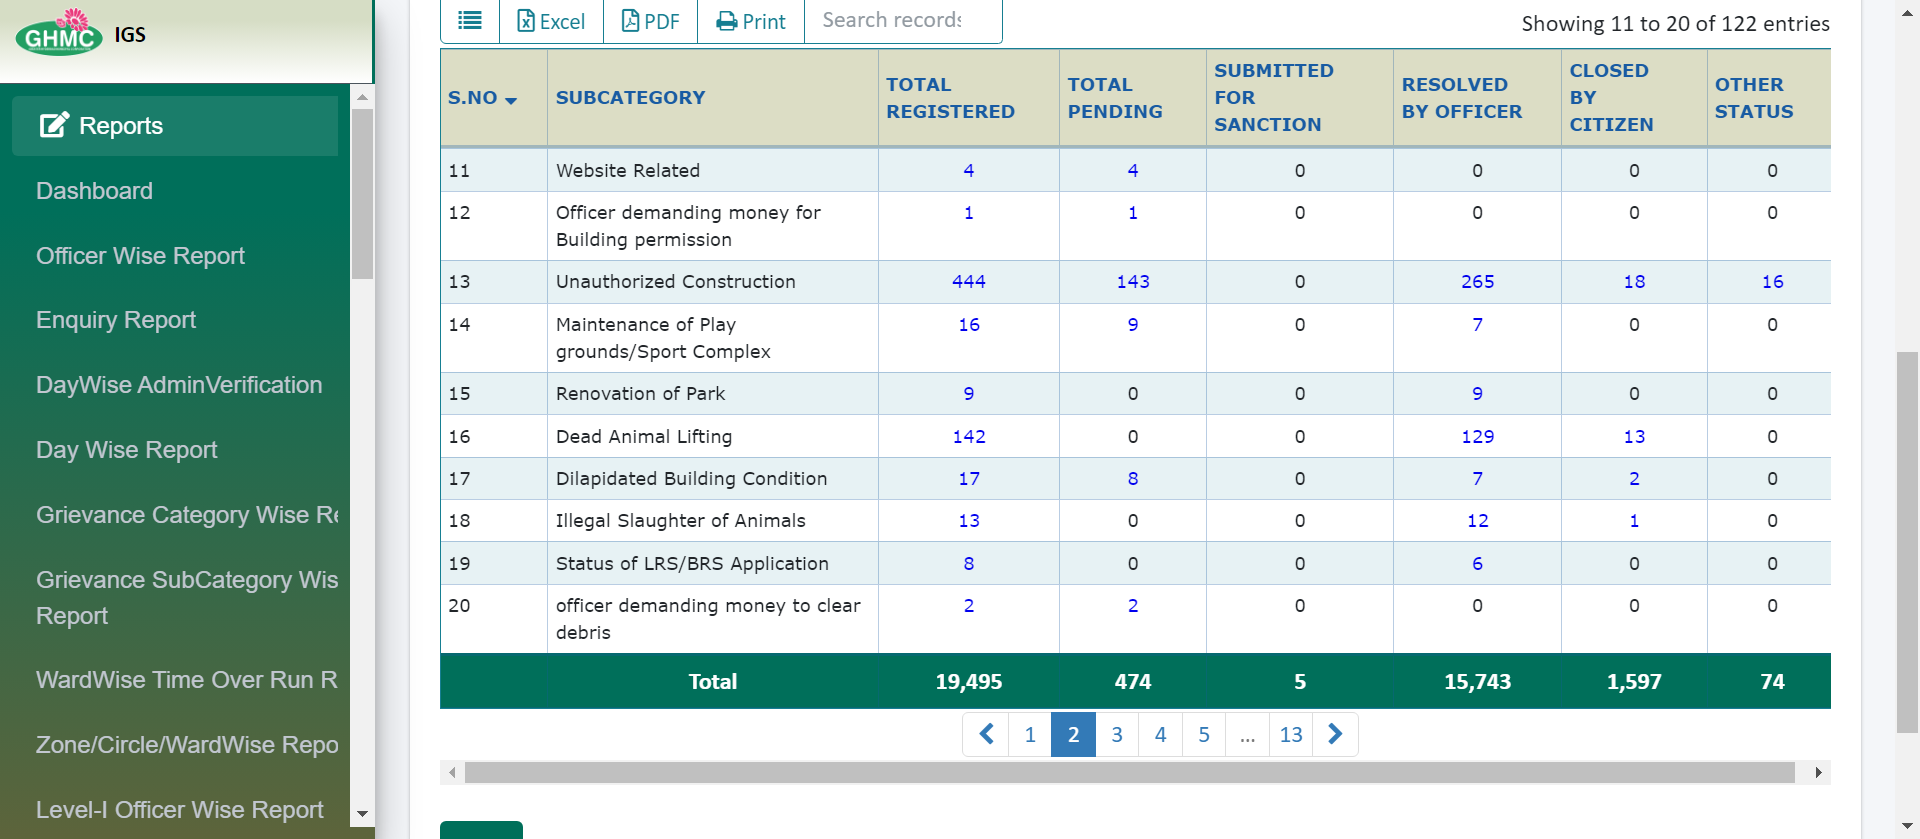 GHMC IGS
Reports
Dashboard
Officer Wise Report
Enquiry Report
DayWise AdminVerification
Day Wise Report
Grievance Category Wise Re
Grievance SubCategory Wis
Report
WardWise Time Over Run R
Zone/Circle/WardWise Repo
Level-I Officer Wise Report
Excel PDF Print Search records
Showing 11 to 20 of 122 entries
S.NO SUBCATEGORY TOTAL REGISTERED TOTAL PENDING SUBMITTED FOR SANCTION RESOLVED BY OFFICER CLOSED BY CITIZEN OTHER STATUS
11 Website Related 4 4 0 0 0 0
12 Officer demanding money for Building permission 1 1 0 0 0 0
13 Unauthorized Construction 444 143 0 265 18 16
14 Maintenance of Play grounds/Sport Complex 16 9 0 7 0 0
15 Renovation of Park 9 0 0 9 0 0
16 Dead Animal Lifting 142 0 0 129 13 0
17 Dilapidated Building Condition 17 8 0 7 2 0
18 Illegal Slaughter of Animals 13 0 0 12 1 0
19 Status of LRS/BRS Application 8 0 0 6 0 0
20 officer demanding money to clear debris 2 2 0 0 0 0
Total 19,495 474 5 15,743 1,597 74
1 2 3 4 5 ... 13